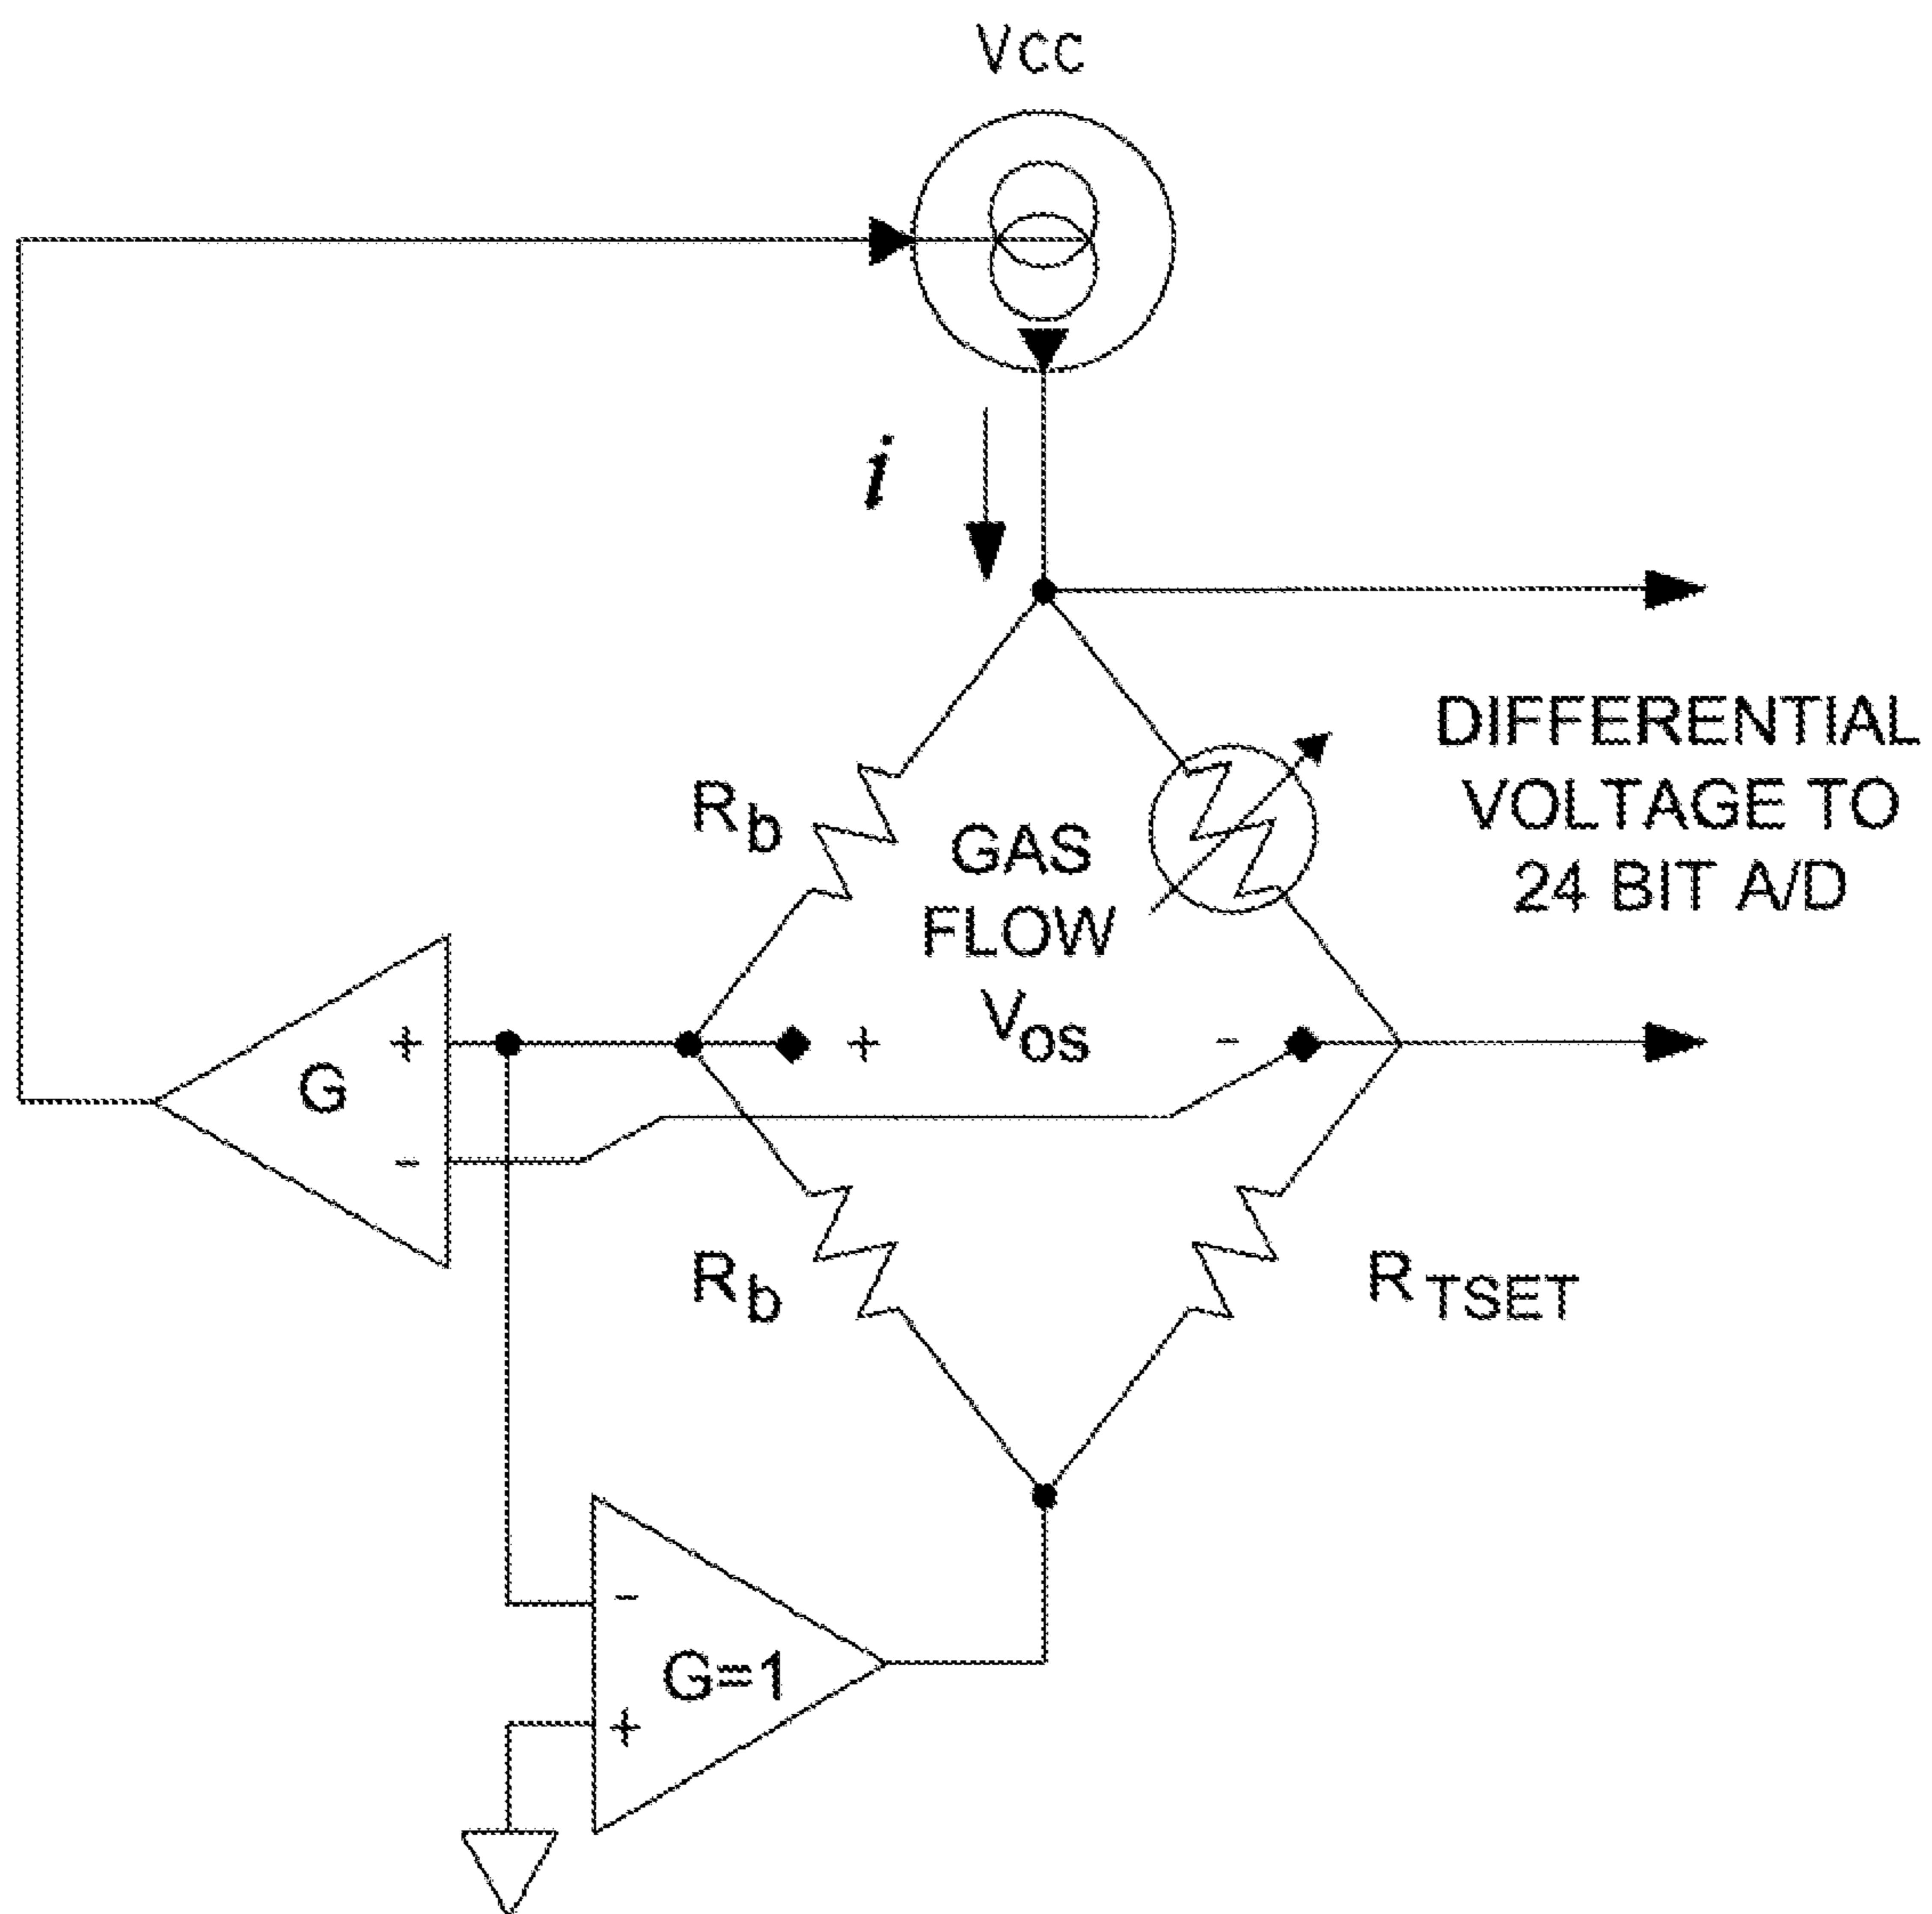 VCC
i
DIFFERENTIAL
VOLTAGE TO
24 BIT A/D
Rb
GAS
FLOW
VOS
+ -
+
G
-
Rb
RTSET
-
G=1
+